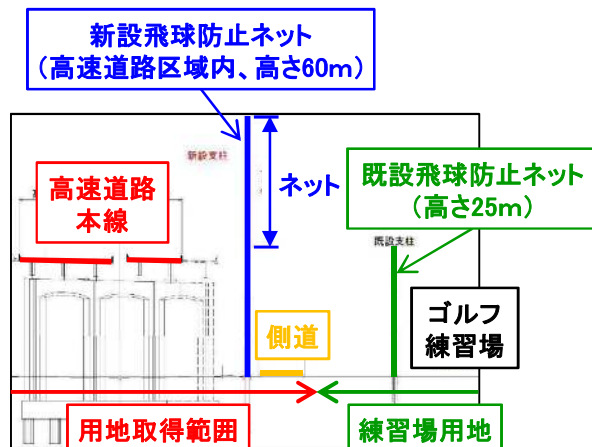 新設飛球防止ネット
（高速道路区域内、高さ60m）
新設支柱
ネット
既設飛球防止ネット
（高さ25m）
高速道路
本線
既設支柱
ゴルフ
練習場
側道
用地取得範囲
練習場用地